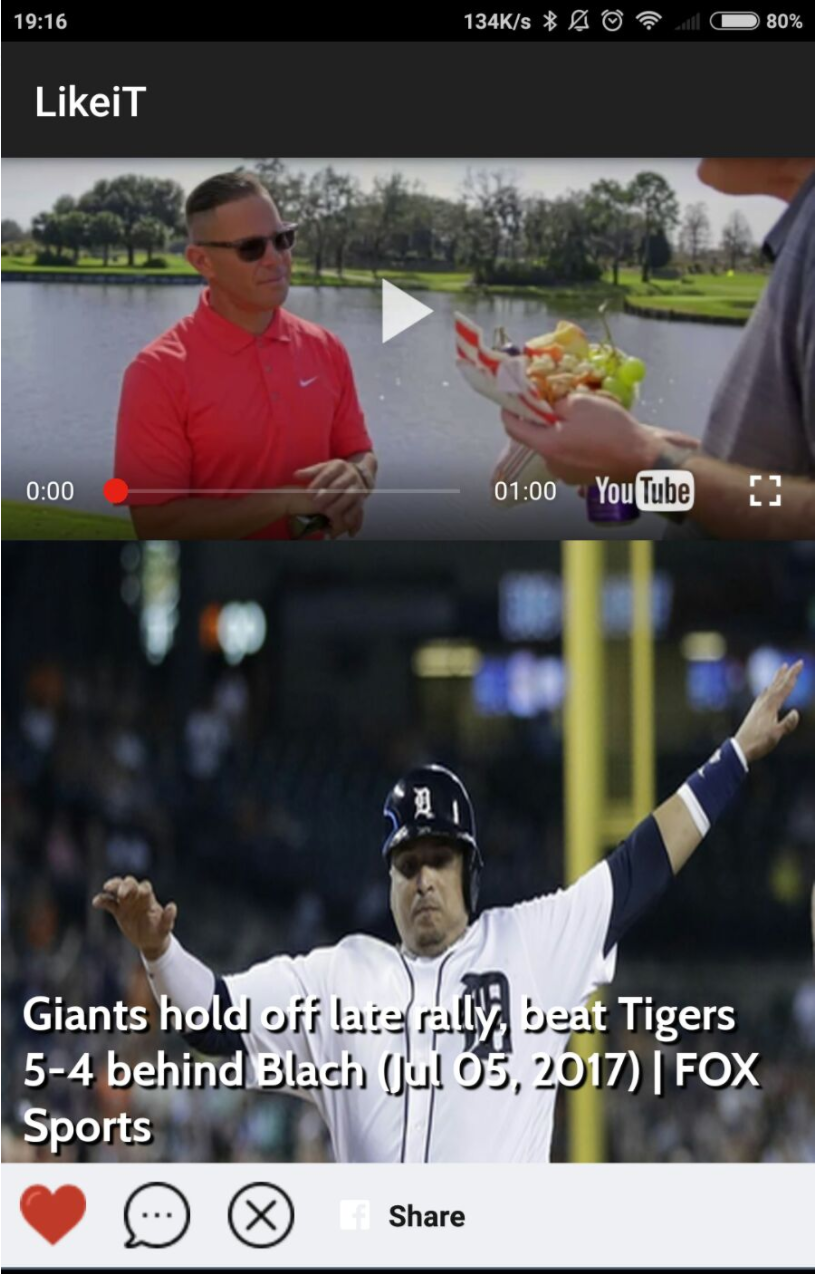 19:16
134K/s
80%
LikeiT
0:00
01:00
YouTube
Giants hold off late rally, beat Tigers
5-4 behind Blach (Jul 05, 2017) | FOX
Sports
f Share